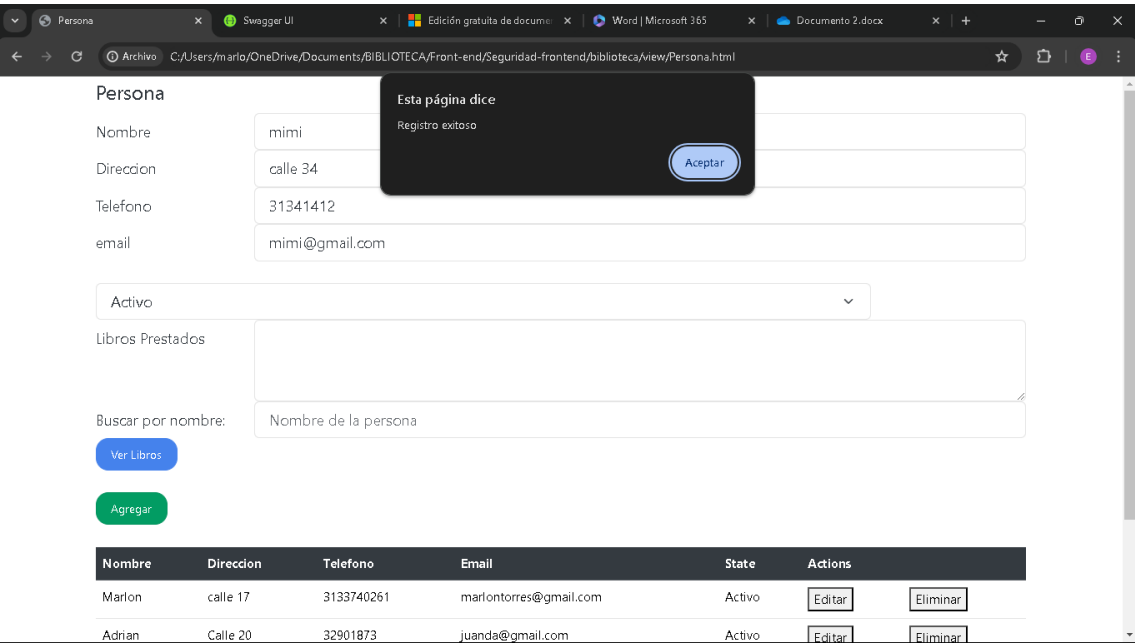 Persona
Swagger UI
Edición gratuita de documen
Word | Microsoft 365
Documento 2.docx
Archivo C:/Users/marlo/OneDrive/Documents/BIBLIOTECA/Front-end/Seguridad-frontend/biblioteca/view/Persona.html
E
Persona
Esta página dice
Registro exitoso
Aceptar
Nombre mimi
Direccion calle 34
Telefono 31341412
email mimi@gmail.com
Activo
Libros Prestados
Buscar por nombre: Nombre de la persona
Ver Libros
Agregar
Nombre Direccion Telefono Email State Actions
Marlon calle 17 3133740261 marlontorres@gmail.com Activo Editar Eliminar
Adrian Calle 20 32901873 juanda@gmail.com Activo Editar Eliminar